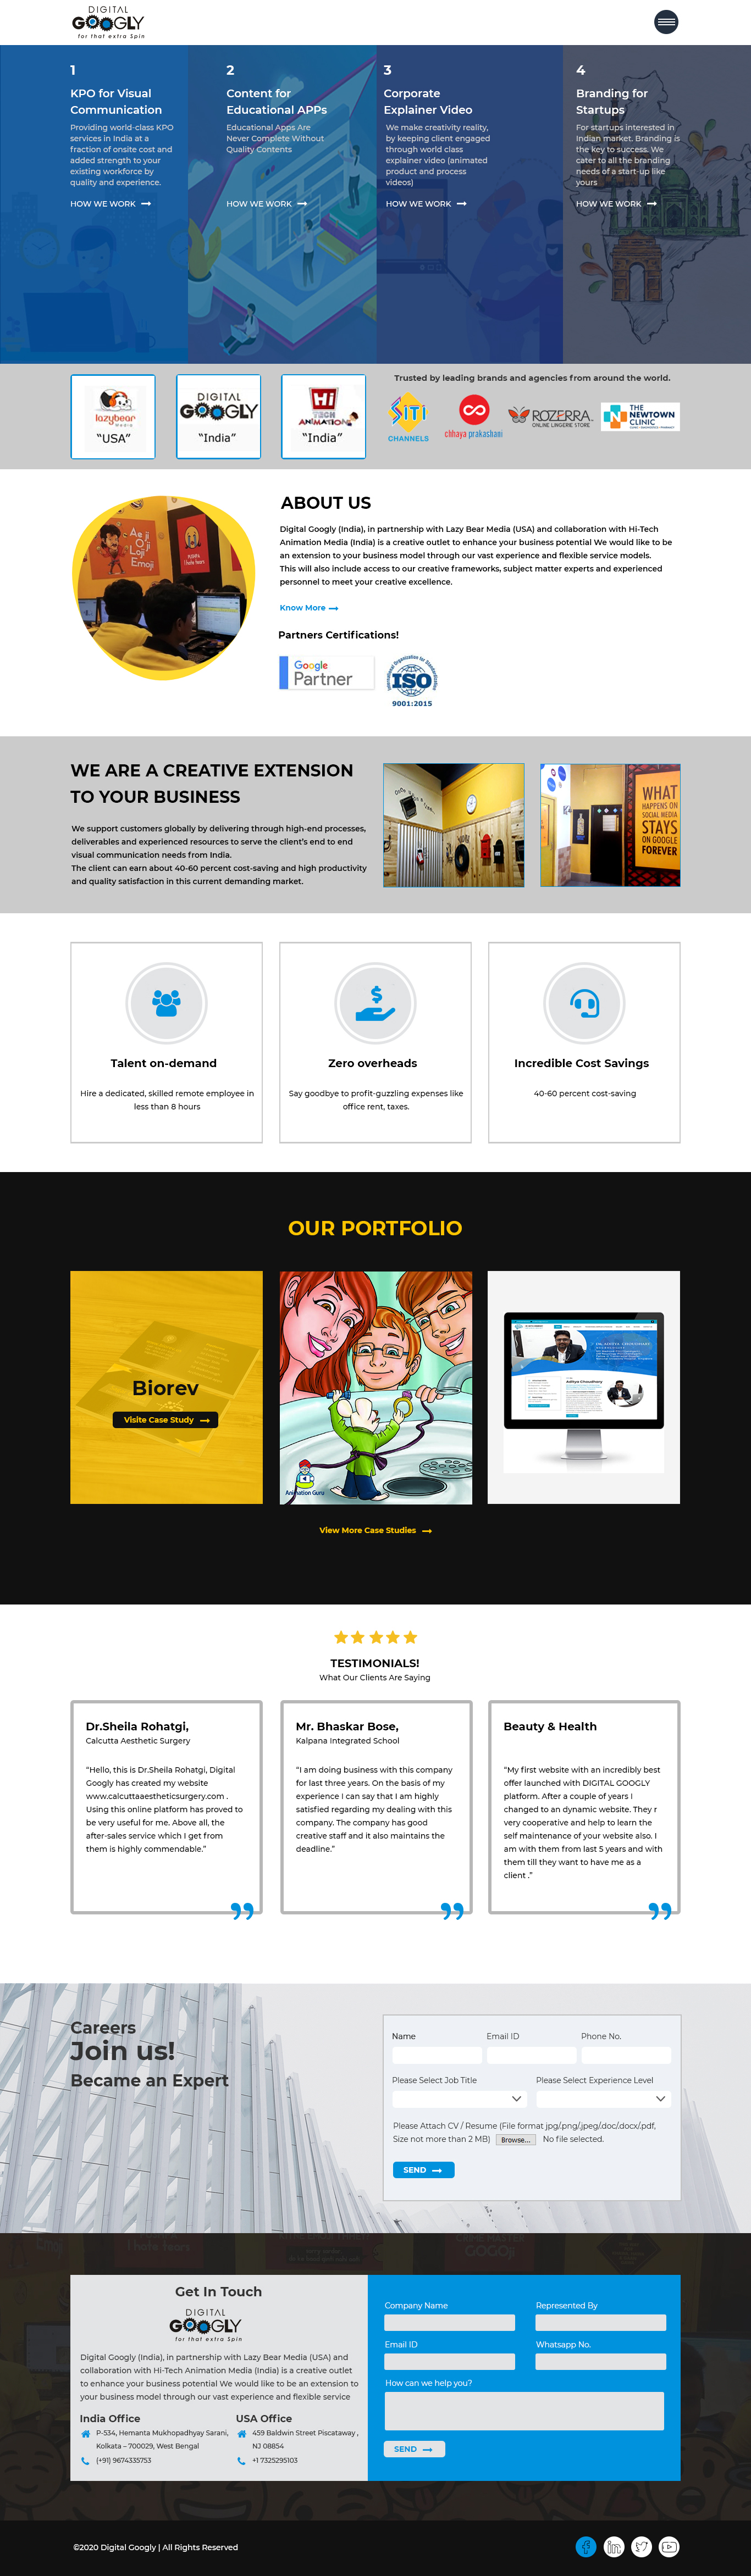 DIGITAL
GOOGLY
for that extra Spin
1
KPO for Visual
Communication
Providing world-class KPO
services in India at a
fraction of onsite cost and
added strength to your
existing workforce by
quality and experience.
HOW WE WORK
2
Content for
Educational APPs
Educational Apps Are
Never Complete Without
Quality Contents
HOW WE WORK
3
Corporate
Explainer Video
We make creativity reality,
by keeping client engaged
through world class
explainer video (animated
product and process
videos)
HOW WE WORK
4
Branding for
Startups
For startups interested in
Indian market. Branding is
the key to success. We
cater to all the branding
needs of a start-up like
yours
HOW WE WORK
lazybear
Media
“USA”
DIGITAL
GOOGLY
“India”
Hi
TECH
ANIMATION
“India”
Trusted by leading brands and agencies from around the world.
SITI
CHANNELS
chhaya prakashani
ROZERRA
ONLINE LINGERIE STORE
THE
NEWTOWN
CLINIC
Ae ji
O ji
Lo ji
Emoji
PUSHPA
I hate tears
ABOUT US
Digital Googly (India), in partnership with Lazy Bear Media (USA) and collaboration with Hi-Tech
Animation Media (India) is a creative outlet to enhance your business potential We would like to be
an extension to your business model through our vast experience and flexible service models.
This will also include access to our creative frameworks, subject matter experts and experienced
personnel to meet your creative excellence.
Know More
Partners Certifications!
Google
Partner
International Organization for Standardization
ISO
9001:2015
WE ARE A CREATIVE EXTENSION
TO YOUR BUSINESS
We support customers globally by delivering through high-end processes,
deliverables and experienced resources to serve the client’s end to end
visual communication needs from India.
The client can earn about 40-60 percent cost-saving and high productivity
and quality satisfaction in this current demanding market.
WHAT
HAPPENS ON
SOCIAL MEDIA
STAYS
ON GOOGLE
FOREVER
Talent on-demand
Hire a dedicated, skilled remote employee in
less than 8 hours
Zero overheads
Say goodbye to profit-guzzling expenses like
office rent, taxes.
Incredible Cost Savings
40-60 percent cost-saving
OUR PORTFOLIO
Biorev
Visite Case Study
Animation Guru
View More Case Studies
TESTIMONIALS!
What Our Clients Are Saying
Dr.Sheila Rohatgi,
Calcutta Aesthetic Surgery
“Hello, this is Dr.Sheila Rohatgi, Digital
Googly has created my website
www.calcuttaaestheticsurgery.com .
Using this online platform has proved to
be very useful for me. Above all, the
after-sales service which I get from
them is highly commendable.”
Mr. Bhaskar Bose,
Kalpana Integrated School
“I am doing business with this company
for last three years. On the basis of my
experience I can say that I am highly
satisfied regarding my dealing with this
company. The company has good
creative staff and it also maintains the
deadline.”
Beauty & Health
“My first website with an incredibly best
offer launched with DIGITAL GOOGLY
platform. After a couple of years I
changed to an dynamic website. They r
very cooperative and help to learn the
self maintenance of your website also. I
am with them from last 5 years and with
them till they want to have me as a
client .”
Careers
Join us!
Became an Expert
Name
Email ID
Phone No.
Please Select Job Title
Please Select Experience Level
Please Attach CV / Resume (File format jpg/.png/.jpeg/.doc/.docx/.pdf,
Size not more than 2 MB) Browse... No file selected.
SEND
I hate tears
GOGOji
Get In Touch
DIGITAL
GOOGLY
for that extra Spin
Digital Googly (India), in partnership with Lazy Bear Media (USA) and
collaboration with Hi-Tech Animation Media (India) is a creative outlet
to enhance your business potential We would like to be an extension to
your business model through our vast experience and flexible service
India Office
P-534, Hemanta Mukhopadhyay Sarani,
Kolkata – 700029, West Bengal
(+91) 9674335753
USA Office
459 Baldwin Street Piscataway ,
NJ 08854
+1 7325295103
Company Name
Represented By
Email ID
Whatsapp No.
How can we help you?
SEND
©2020 Digital Googly | All Rights Reserved